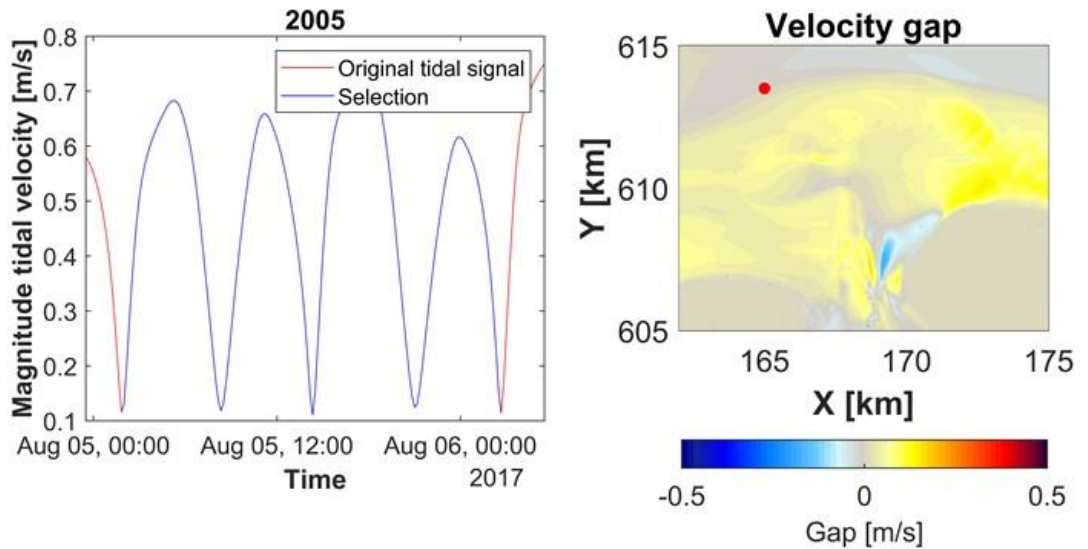 2005
Magnitude tidal velocity [m/s]
0.8
0.7
0.6
0.5
0.4
0.3
0.2
0.1
Original tidal signal
Selection
Aug 05, 00:00 Aug 05, 12:00 Aug 06, 00:00
Time
2017
Velocity gap
Y [km]
615
610
605
165 170 175
X [km]
-0.5 0 0.5
Gap [m/s]